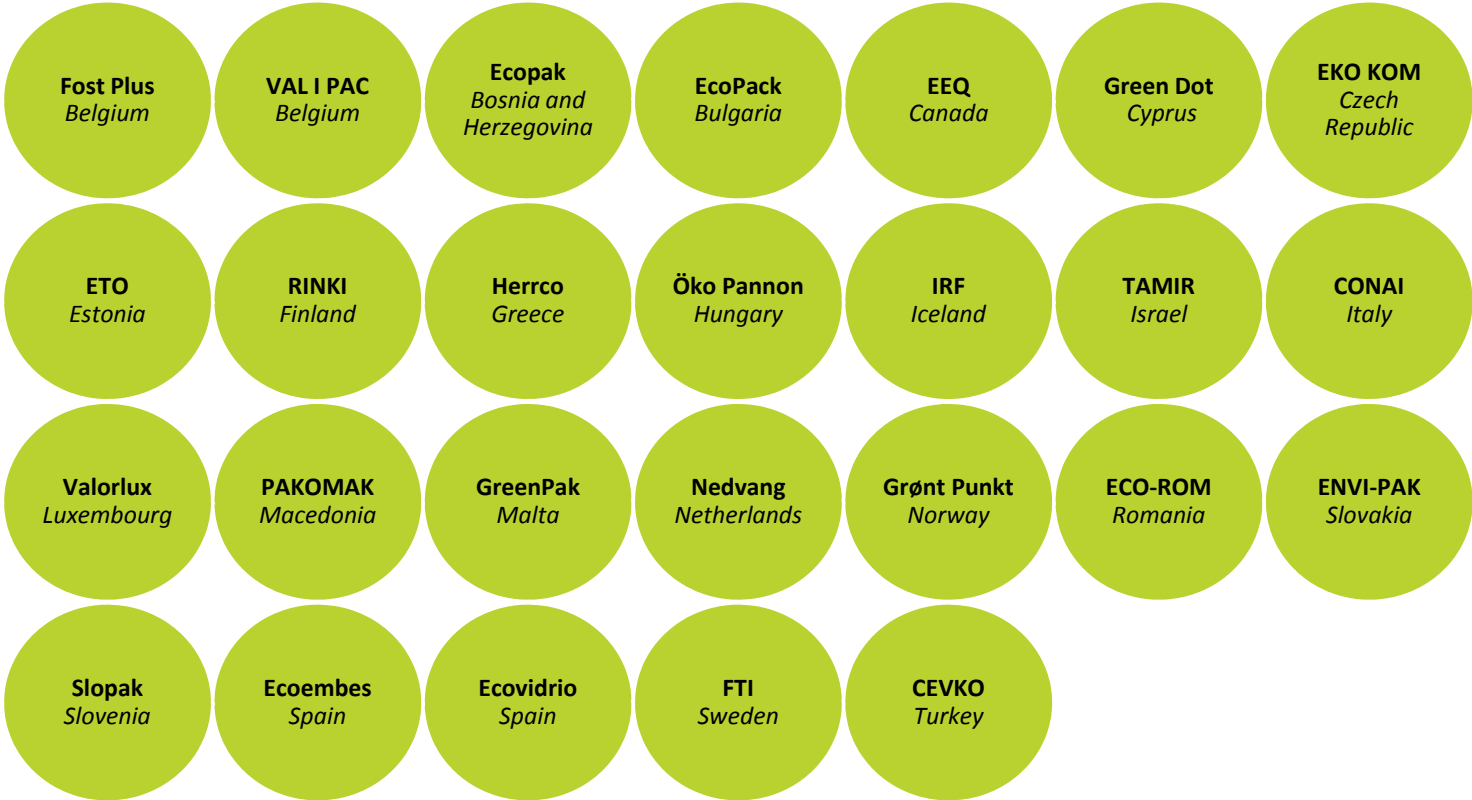 Fost Plus
Belgium
VAL I PAC
Belgium
Ecopak
Bosnia and
Herzegovina
EcoPack
Bulgaria
EEQ
Canada
Green Dot
Cyprus
EKO KOM
Czech
Republic
ETO
Estonia
RINKI
Finland
Herrco
Greece
Öko Pannon
Hungary
IRF
Iceland
TAMIR
Israel
CONAI
Italy
Valorlux
Luxembourg
PAKOMAK
Macedonia
GreenPak
Malta
Nedvang
Netherlands
Grønt Punkt
Norway
ECO-ROM
Romania
ENVI-PAK
Slovakia
Slopak
Slovenia
Ecoembes
Spain
Ecovidrio
Spain
FTI
Sweden
CEVKO
Turkey